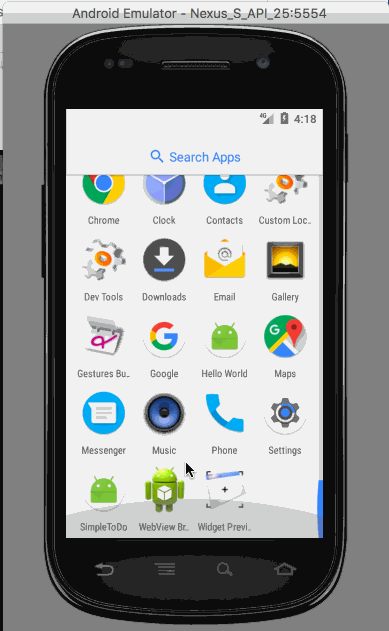 Android Emulator - Nexus_S_API_25:5554
4G 4:18
Search Apps
Chrome Clock Contacts Custom Loc..
Dev Tools Downloads Email Gallery
Gestures Bu.. Google Hello World Maps
Messenger Music Phone Settings
SimpleToDo WebView Br.. Widget Previ..